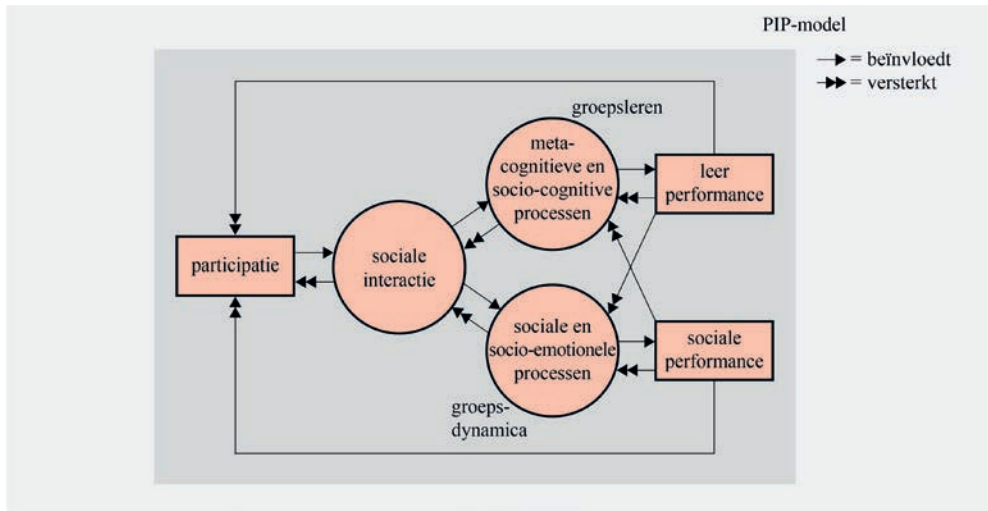 PIP-model
= beïnvloedt
= versterkt
groepsleren
meta-
cognitieve en
socio-cognitive
processen
leer
performance
participatie
sociale
interactie
sociale en
socio-emotionele
processen
sociale
performance
groeps-
dynamica